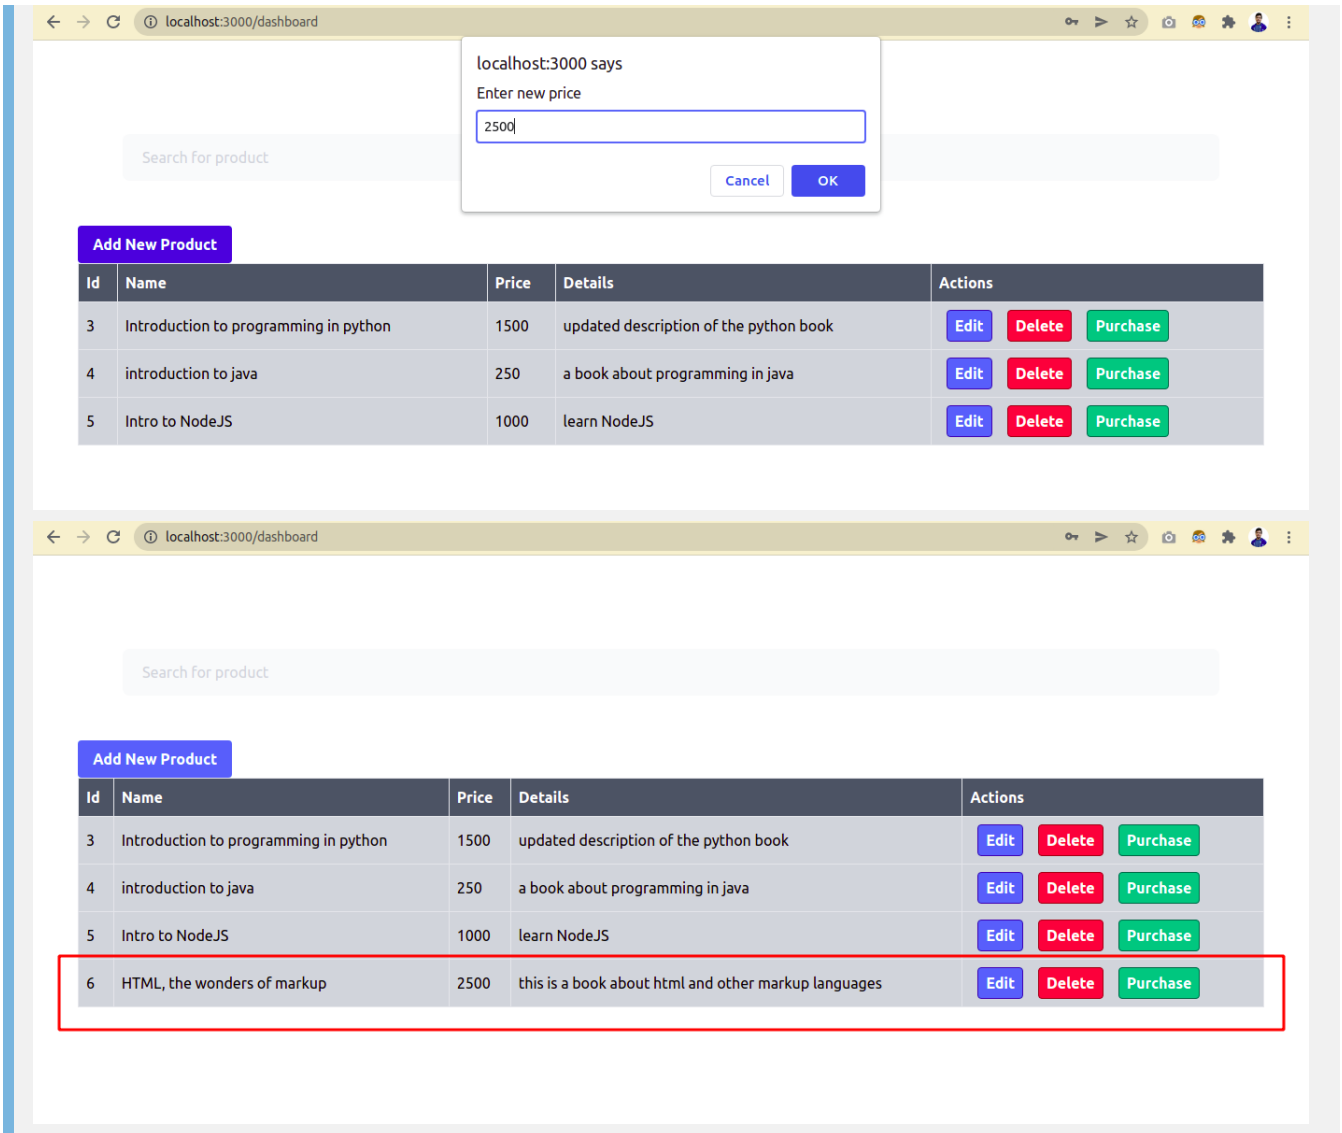 localhost:3000/dashboard
localhost:3000 says
Enter new price
2500
Cancel OK
Search for product
Add New Product
Id Name Price Details Actions
3 Introduction to programming in python 1500 updated description of the python book Edit Delete Purchase
4 introduction to java 250 a book about programming in java Edit Delete Purchase
5 Intro to NodeJS 1000 learn NodeJS Edit Delete Purchase
localhost:3000/dashboard
Search for product
Add New Product
Id Name Price Details Actions
3 Introduction to programming in python 1500 updated description of the python book Edit Delete Purchase
4 introduction to java 250 a book about programming in java Edit Delete Purchase
5 Intro to NodeJS 1000 learn NodeJS Edit Delete Purchase
6 HTML, the wonders of markup 2500 this is a book about html and other markup languages Edit Delete Purchase